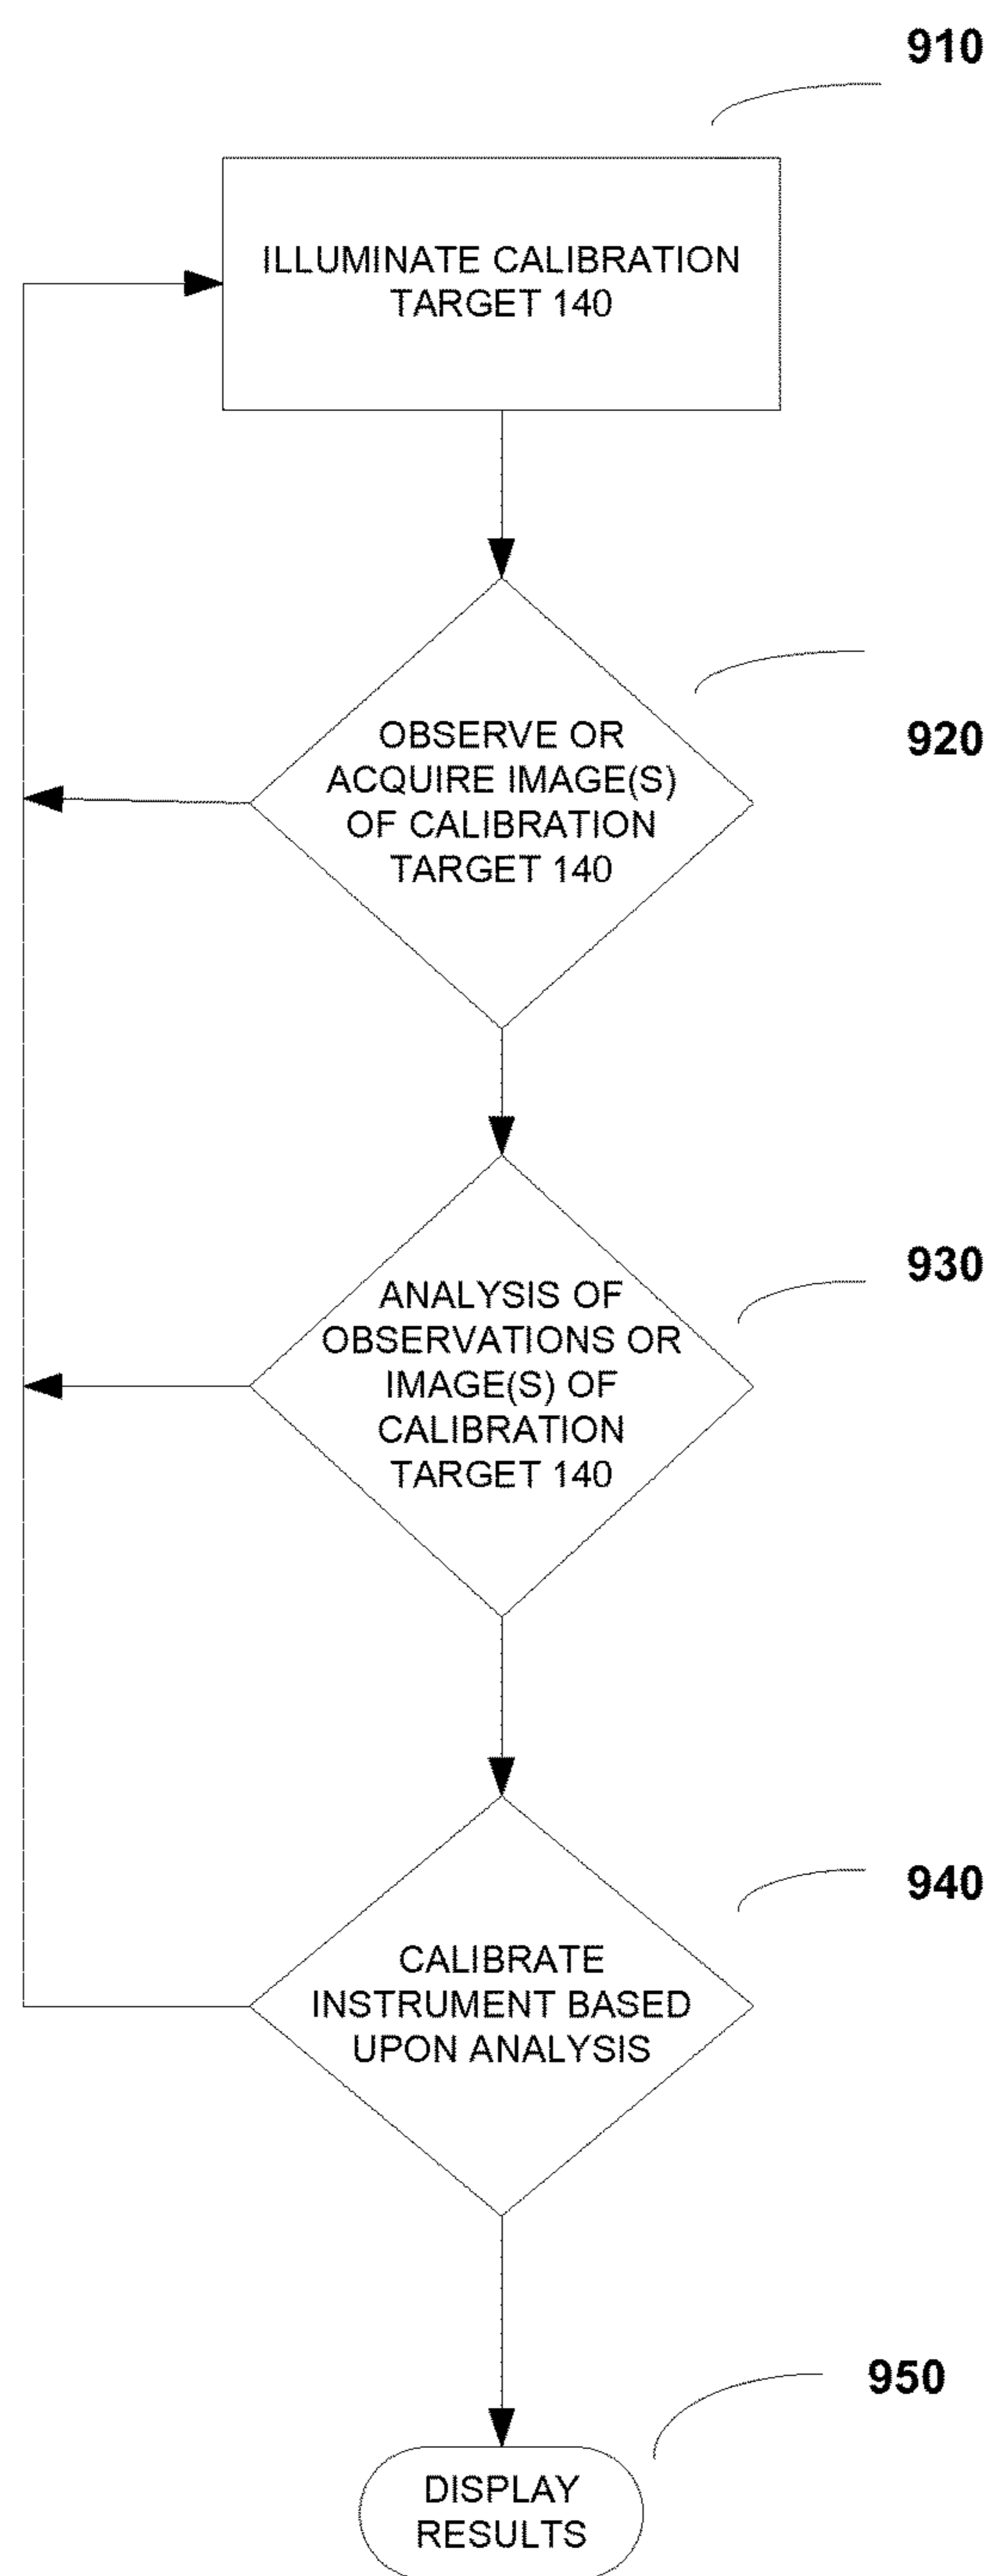 910
ILLUMINATE CALIBRATION
TARGET 140
OBSERVE OR
ACQUIRE IMAGE(S)
OF CALIBRATION
TARGET 140
920
930
ANALYSIS OF
OBSERVATIONS OR
IMAGE(S) OF
CALIBRATION
TARGET 140
940
CALIBRATE
INSTRUMENT BASED
UPON ANALYSIS
950
DISPLAY
RESULTS